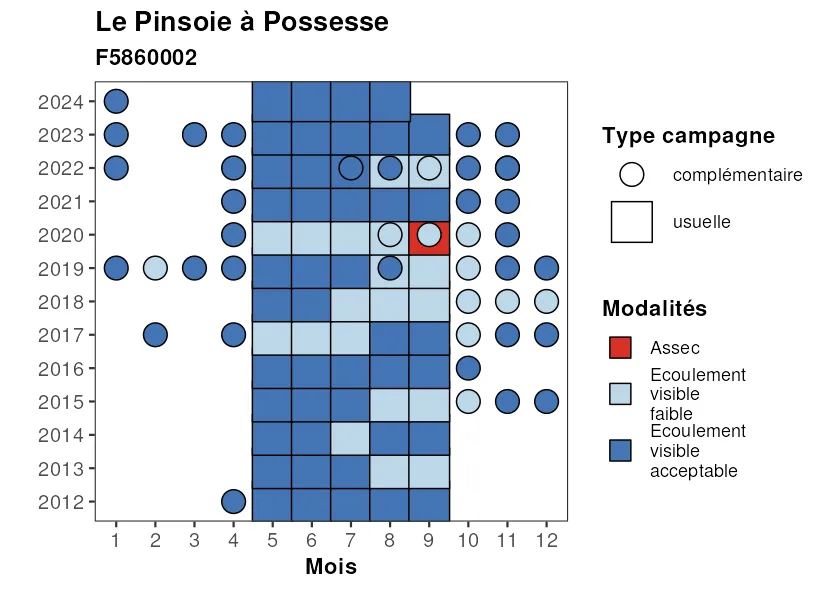 Le Pinsoie à Possesse
F5860002
2024
2023
2022
2021
2020
2019
2018
2017
2016
2015
2014
2013
2012
1 2 3 4 5 6 7 8 9 10 11 12
Mois
Type campagne
complémentaire
usuelle
Modalités
Assec
Ecoulement
visible
faible
Ecoulement
visible
acceptable